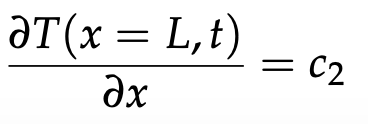 ∂T(x = L, t)/∂x = c₂